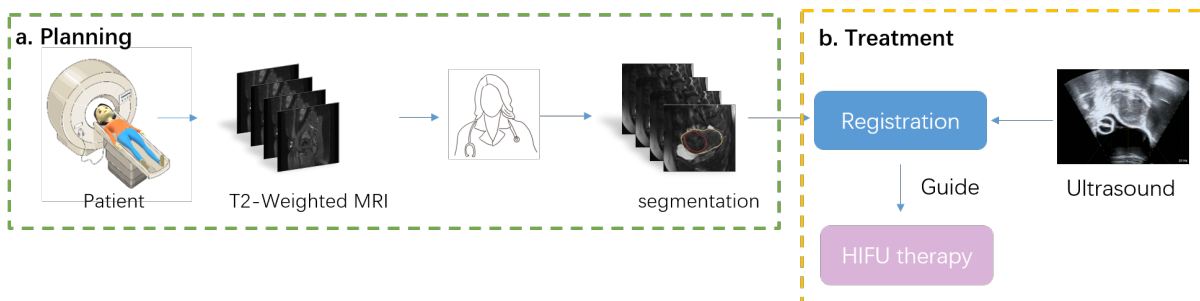 a. Planning
Patient
T2-Weighted MRI
segmentation
b. Treatment
Registration
Guide
Ultrasound
HIFU therapy